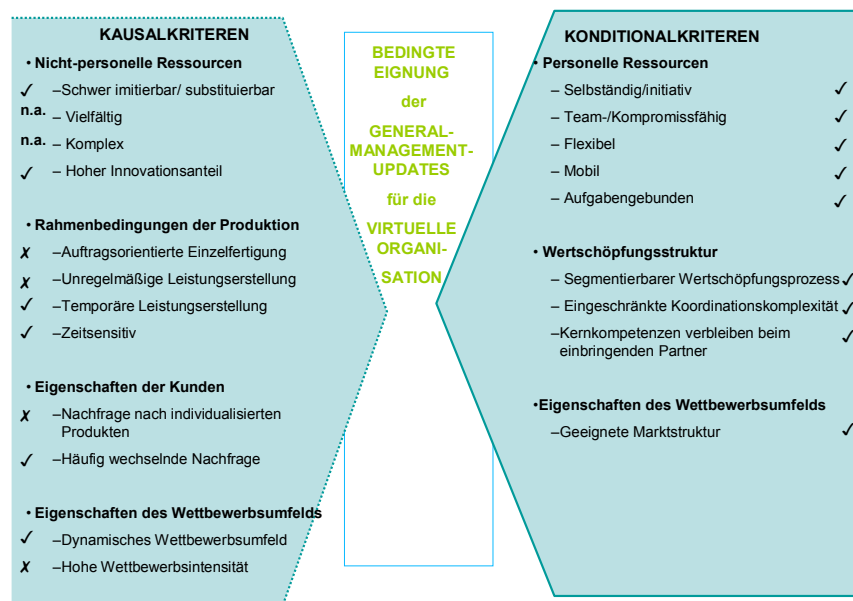 KAUSALKRITEREN
• Nicht-personelle Ressourcen
✓ –Schwer imitierbar/ substituierbar
n.a. – Vielfältig
n.a. – Komplex
✓ – Hoher Innovationsanteil
• Rahmenbedingungen der Produktion
✗ –Auftragsorientierte Einzelfertigung
✗ –Unregelmäßige Leistungserstellung
✓ –Temporäre Leistungserstellung
✓ –Zeitsensitiv
• Eigenschaften der Kunden
✗ –Nachfrage nach individualisierten
Produkten
✓ –Häufig wechselnde Nachfrage
• Eigenschaften des Wettbewerbsumfelds
✓ –Dynamisches Wettbewerbsumfeld
✗ –Hohe Wettbewerbsintensität
BEDINGTE
EIGNUNG
der
GENERAL-
MANAGEMENT-
UPDATES
für die
VIRTUELLE
ORGANI-
SATION
KONDITIONALKRITEREN
• Personelle Ressourcen
– Selbständig/initiativ ✓
– Team-/Kompromissfähig ✓
– Flexibel ✓
– Mobil ✓
– Aufgabengebunden ✓
• Wertschöpfungsstruktur
– Segmentierbarer Wertschöpfungsprozess ✓
– Eingeschränkte Koordinationskomplexität ✓
–Kernkompetenzen verbleiben beim
einbringenden Partner ✓
•Eigenschaften des Wettbewerbsumfelds
–Geeignete Marktstruktur ✓